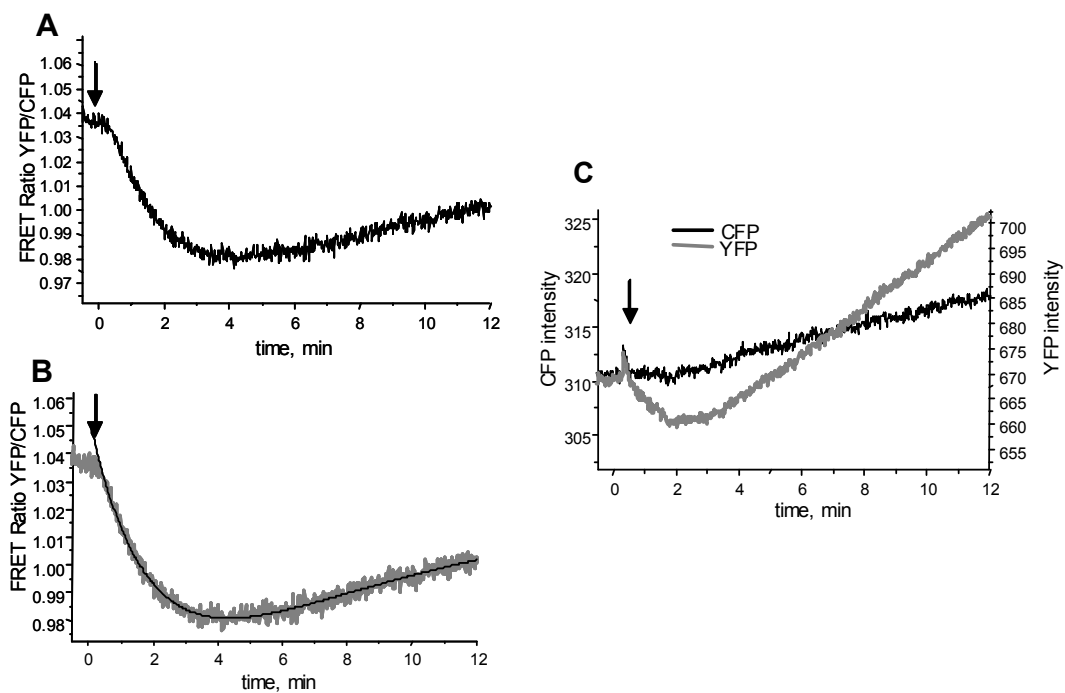 A
FRET Ratio YFP/CFP
1.06
1.05
1.04
1.03
1.02
1.01
1.00
0.99
0.98
0.97
0 2 4 6 8 10 12
time, min
B
FRET Ratio YFP/CFP
1.06
1.05
1.04
1.03
1.02
1.01
1.00
0.99
0.98
0 2 4 6 8 10 12
time, min
C
CFP intensity
325
320
315
310
305
CFP
YFP
700
695
690
685
680
675
670
665
660
655
YFP intensity
0 2 4 6 8 10 12
time, min